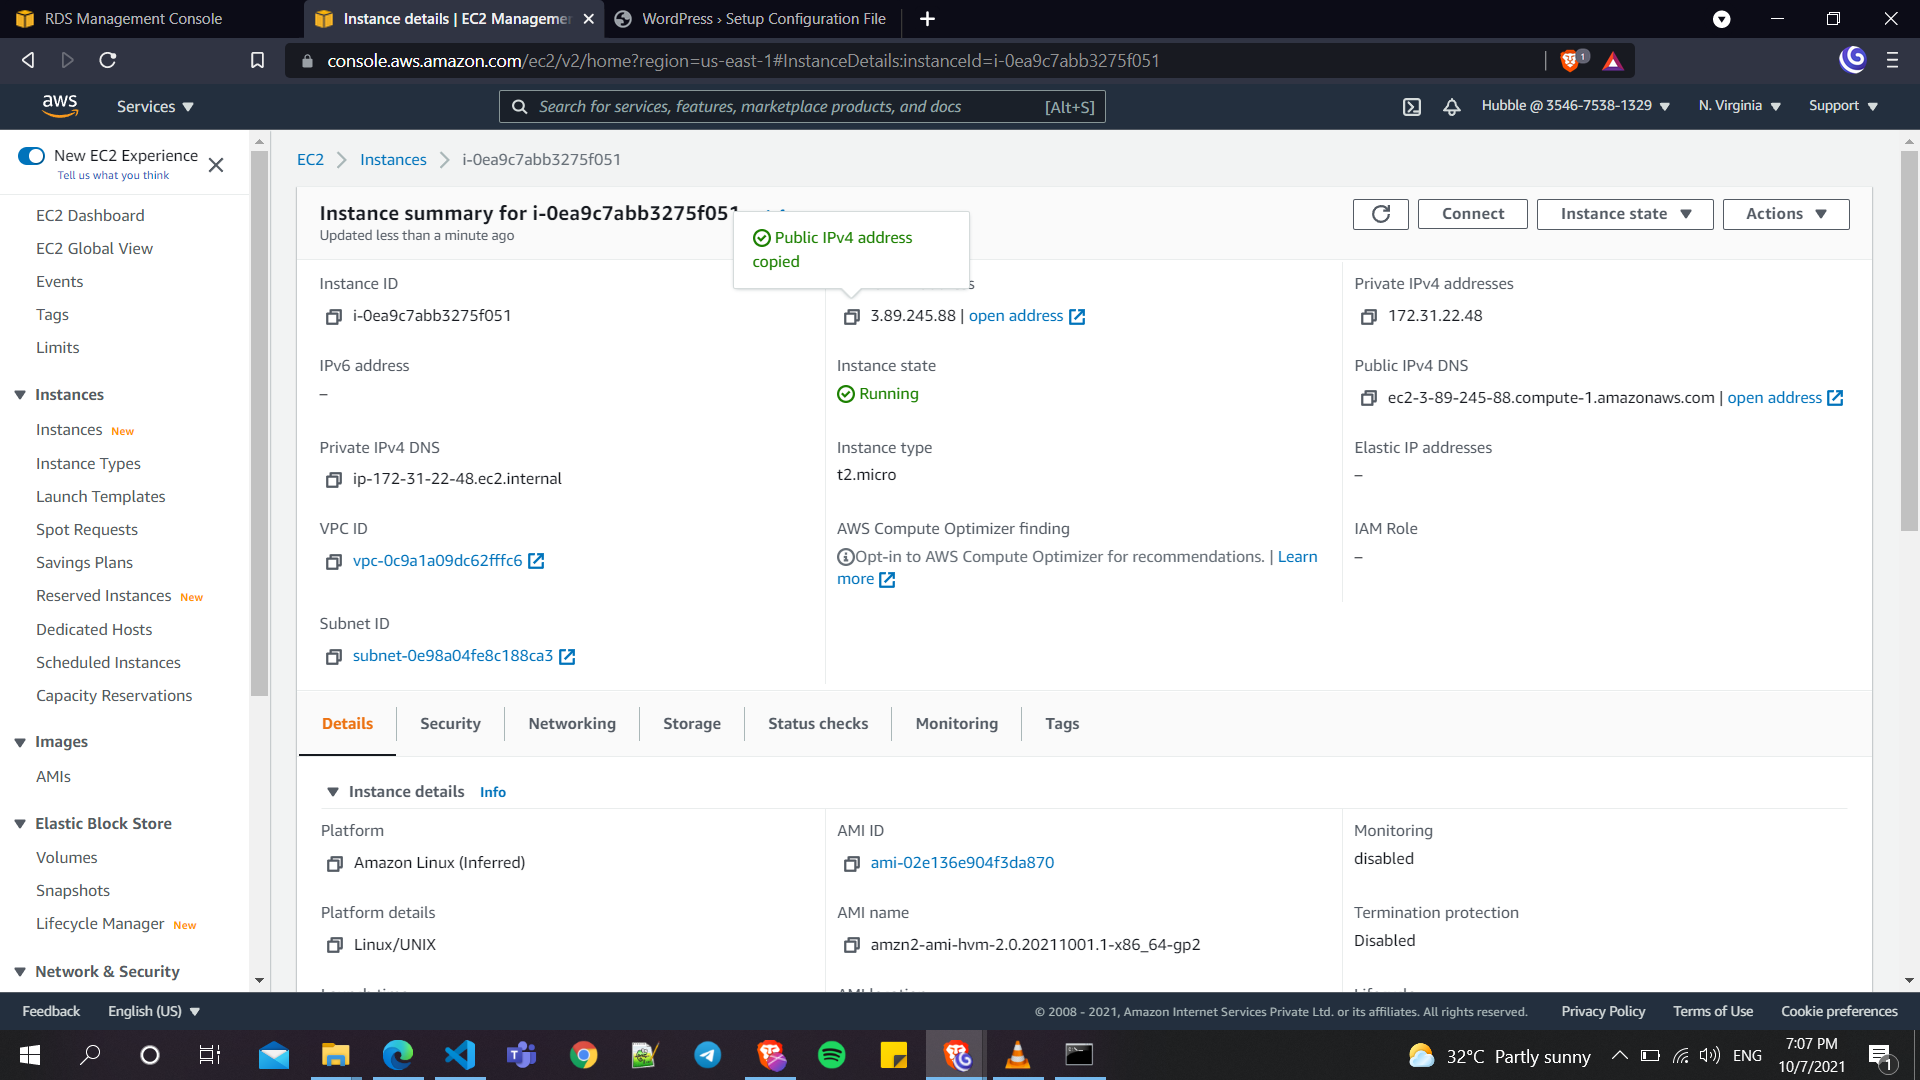 RDS Management Console
Instance details | EC2 Manageme
WordPress › Setup Configuration File
console.aws.amazon.com/ec2/v2/home?region=us-east-1#InstanceDetails:instanceId=i-0ea9c7abb3275f051
1
aws
Services
Search for services, features, marketplace products, and docs
[Alt+S]
Hubble @ 3546-7538-1329
N. Virginia
Support
New EC2 Experience
Tell us what you think
EC2 Dashboard
EC2 Global View
Events
Tags
Limits
Instances
Instances New
Instance Types
Launch Templates
Spot Requests
Savings Plans
Reserved Instances New
Dedicated Hosts
Scheduled Instances
Capacity Reservations
Images
AMIs
Elastic Block Store
Volumes
Snapshots
Lifecycle Manager New
Network & Security
EC2
Instances
i-0ea9c7abb3275f051
Instance summary for i-0ea9c7abb3275f051
Updated less than a minute ago
Connect
Instance state
Actions
Public IPv4 address
copied
Instance ID
i-0ea9c7abb3275f051
3.89.245.88 | open address
Private IPv4 addresses
172.31.22.48
IPv6 address
–
Instance state
Running
Public IPv4 DNS
ec2-3-89-245-88.compute-1.amazonaws.com | open address
Private IPv4 DNS
ip-172-31-22-48.ec2.internal
Instance type
t2.micro
Elastic IP addresses
–
VPC ID
vpc-0c9a1a09dc62fffc6
AWS Compute Optimizer finding
Opt-in to AWS Compute Optimizer for recommendations. | Learn
more
IAM Role
–
Subnet ID
subnet-0e98a04fe8c188ca3
Details
Security
Networking
Storage
Status checks
Monitoring
Tags
Instance details Info
Platform
Amazon Linux (Inferred)
AMI ID
ami-02e136e904f3da870
Monitoring
disabled
Platform details
Linux/UNIX
AMI name
amzn2-ami-hvm-2.0.20211001.1-x86_64-gp2
Termination protection
Disabled
Feedback
English (US)
© 2008 - 2021, Amazon Internet Services Private Ltd. or its affiliates. All rights reserved.
Privacy Policy
Terms of Use
Cookie preferences
32°C Partly sunny
ENG
7:07 PM
10/7/2021
1